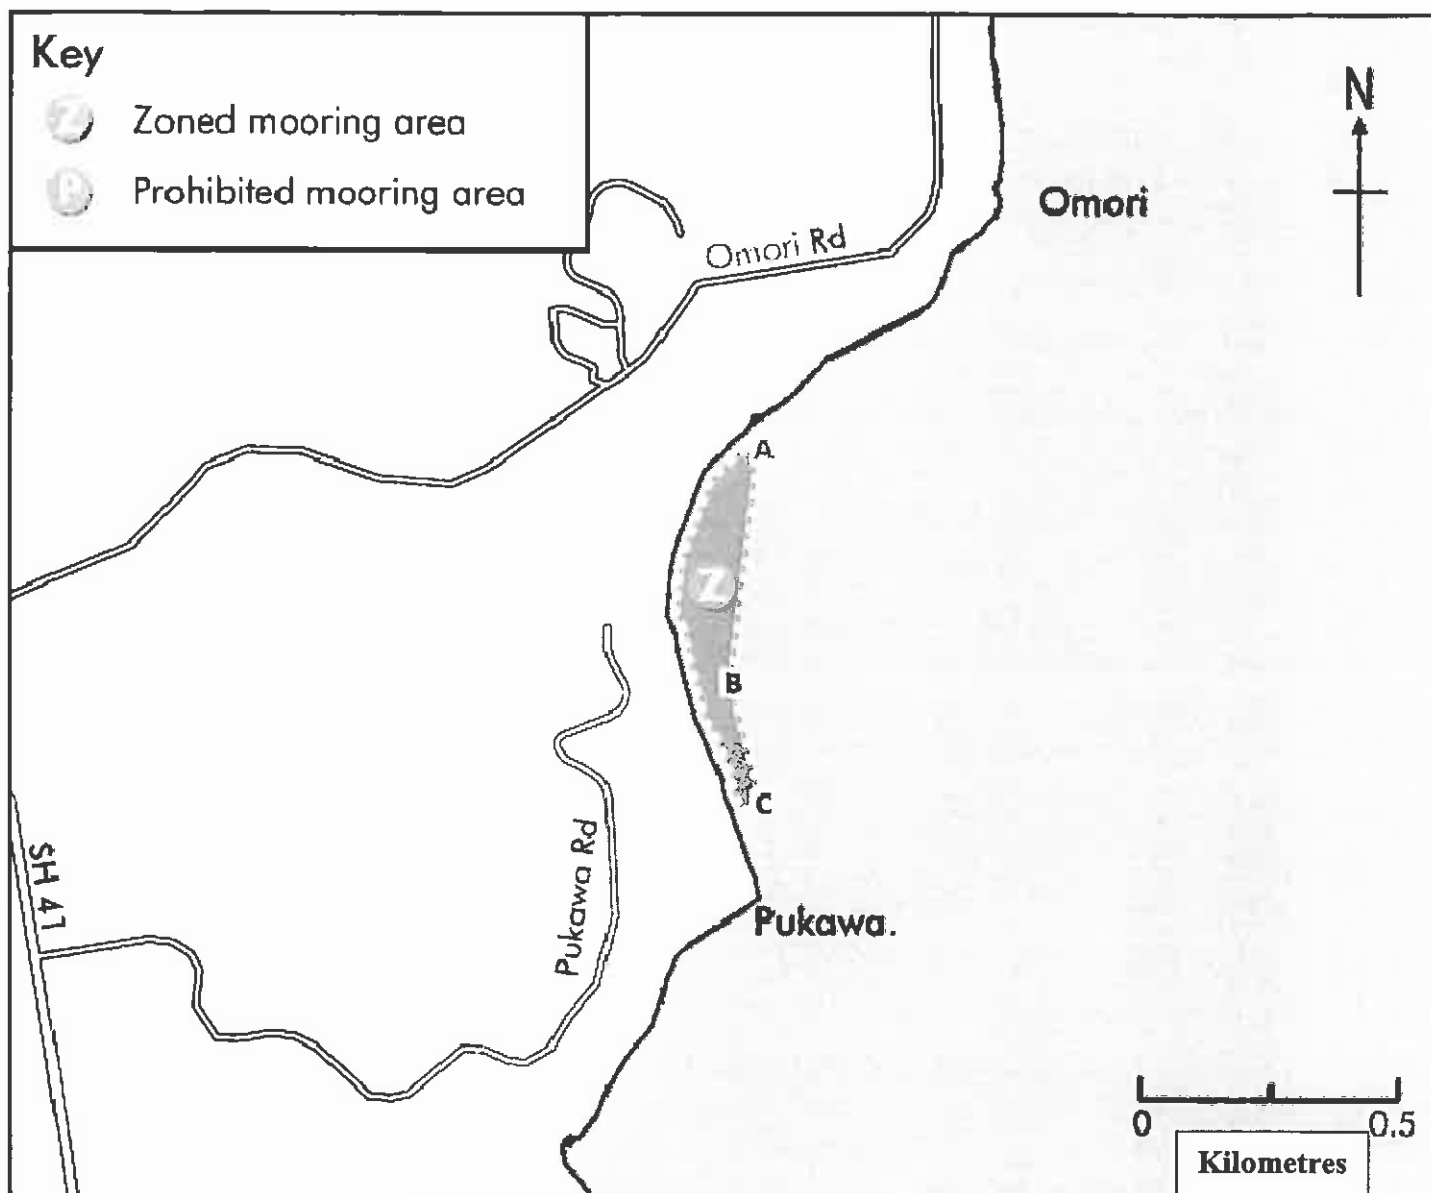 Key
Z Zoned mooring area
P Prohibited mooring area
N
Omori
Omori Rd
A
Z
B
C
SH 41
Pukawa Rd
Pukawa.
0 0.5
Kilometres